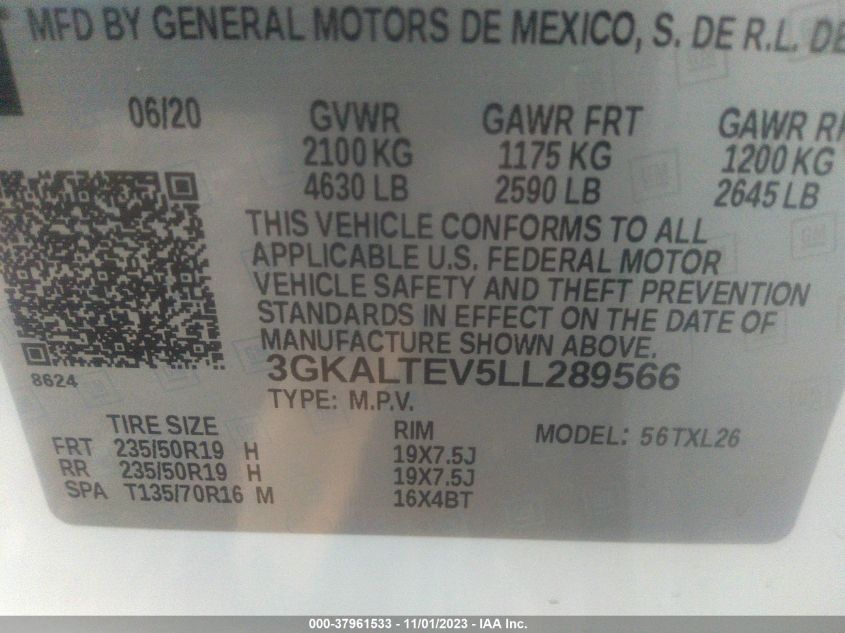 MFD BY GENERAL MOTORS DE MEXICO, S. DE R.L. DE
06/20 GVWR GAWR FRT GAWR
2100 KG 1175 KG 1200 KG
4630 LB 2590 LB 2645 LB
THIS VEHICLE CONFORMS TO ALL
APPLICABLE U.S. FEDERAL MOTOR
VEHICLE SAFETY AND THEFT PREVENTION
STANDARDS IN EFFECT ON THE DATE OF
MANUFACTURE SHOWN ABOVE.
8624 3GKALTEV5LL289566
TYPE: M.P.V.
TIRE SIZE RIM MODEL: 56TXL26
FRT 235/50R19 H 19X7.5J
RR 235/50R19 H 19X7.5J
SPA T135/70R16 M 16X4BT
000-37961533 - 11/01/2023 - IAA Inc.